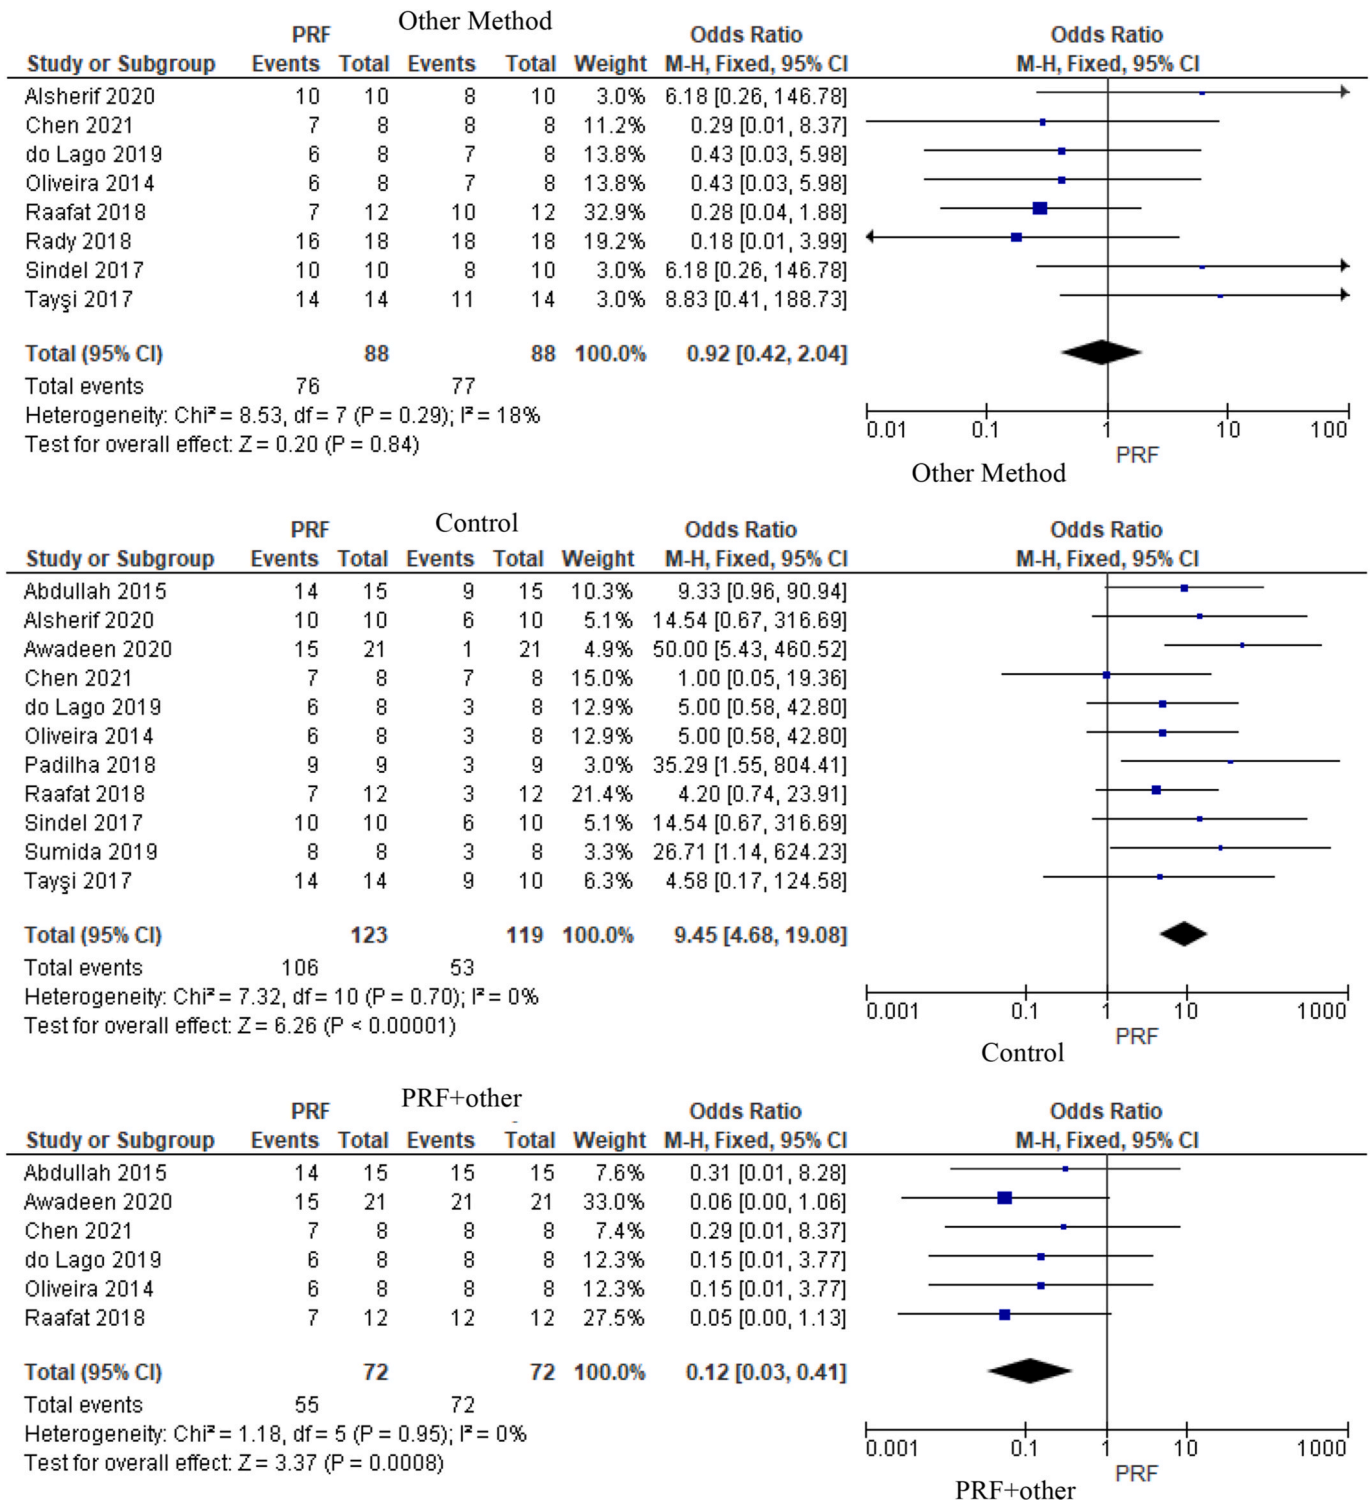 PRF Other Method Odds Ratio Odds Ratio
Study or Subgroup Events Total Events Total Weight M-H, Fixed, 95% CI M-H, Fixed, 95% CI
Alsherif 2020 10 10 8 10 3.0% 6.18 [0.26, 146.78]
Chen 2021 7 8 8 8 11.2% 0.29 [0.01, 8.37]
do Lago 2019 6 8 7 8 13.8% 0.43 [0.03, 5.98]
Oliveira 2014 6 8 7 8 13.8% 0.43 [0.03, 5.98]
Raafat 2018 7 12 10 12 32.9% 0.28 [0.04, 1.88]
Rady 2018 16 18 18 18 19.2% 0.18 [0.01, 3.99]
Sindel 2017 10 10 8 10 3.0% 6.18 [0.26, 146.78]
Tayşi 2017 14 14 11 14 3.0% 8.83 [0.41, 188.73]
Total (95% CI) 88 88 100.0% 0.92 [0.42, 2.04]
Total events 76 77
Heterogeneity: Chi² = 8.53, df = 7 (P = 0.29); I² = 18%
Test for overall effect: Z = 0.20 (P = 0.84)
0.01 0.1 1 10 100
Other Method PRF
PRF Control Odds Ratio Odds Ratio
Study or Subgroup Events Total Events Total Weight M-H, Fixed, 95% CI M-H, Fixed, 95% CI
Abdullah 2015 14 15 9 15 10.3% 9.33 [0.96, 90.94]
Alsherif 2020 10 10 6 10 5.1% 14.54 [0.67, 316.69]
Awadeen 2020 15 21 1 21 4.9% 50.00 [5.43, 460.52]
Chen 2021 7 8 7 8 15.0% 1.00 [0.05, 19.36]
do Lago 2019 6 8 3 8 12.9% 5.00 [0.58, 42.80]
Oliveira 2014 6 8 3 8 12.9% 5.00 [0.58, 42.80]
Padilha 2018 9 9 3 9 3.0% 35.29 [1.55, 804.41]
Raafat 2018 7 12 3 12 21.4% 4.20 [0.74, 23.91]
Sindel 2017 10 10 6 10 5.1% 14.54 [0.67, 316.69]
Sumida 2019 8 8 3 8 3.3% 26.71 [1.14, 624.23]
Tayşi 2017 14 14 9 10 6.3% 4.58 [0.17, 124.58]
Total (95% CI) 123 119 100.0% 9.45 [4.68, 19.08]
Total events 106 53
Heterogeneity: Chi² = 7.32, df = 10 (P = 0.70); I² = 0%
Test for overall effect: Z = 6.26 (P < 0.00001)
0.001 0.1 1 10 1000
Control PRF
PRF PRF+other Odds Ratio Odds Ratio
Study or Subgroup Events Total Events Total Weight M-H, Fixed, 95% CI M-H, Fixed, 95% CI
Abdullah 2015 14 15 15 15 7.6% 0.31 [0.01, 8.28]
Awadeen 2020 15 21 21 21 33.0% 0.06 [0.00, 1.06]
Chen 2021 7 8 8 8 7.4% 0.29 [0.01, 8.37]
do Lago 2019 6 8 8 8 12.3% 0.15 [0.01, 3.77]
Oliveira 2014 6 8 8 8 12.3% 0.15 [0.01, 3.77]
Raafat 2018 7 12 12 12 27.5% 0.05 [0.00, 1.13]
Total (95% CI) 72 72 100.0% 0.12 [0.03, 0.41]
Total events 55 72
Heterogeneity: Chi² = 1.18, df = 5 (P = 0.95); I² = 0%
Test for overall effect: Z = 3.37 (P = 0.0008)
0.001 0.1 1 10 1000
PRF+other PRF